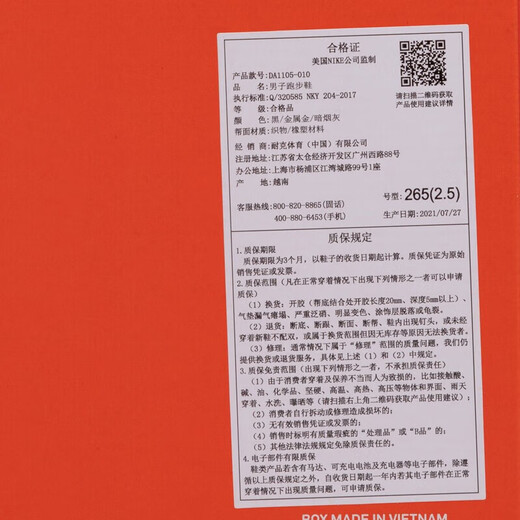 合格证
美国NIKE公司监制
产品款号:DA1105-010
品　　名:男子跑步鞋
执行标准:Q/320585 NKY 204-2017
等　　级:合格品
颜　　色:黑/金属金/暗烟灰
帮面材质:织物/橡塑材料
请扫描二维码获取
产品使用建议详情
经 销 商:耐克体育（中国）有限公司
注册地址:江苏省太仓经济开发区广州西路88号
办公地址:上海市杨浦区江湾城路99号1座
产　　地:越南
号型:265(2.5)
客服热线:800-820-8865(固话)
400-880-6453(手机)
生产日期:2021/07/27
质保规定
1.质保期限
质保期限为3个月，以鞋子的收货日期起计算。质保凭证为原始
销售凭证或发票。
2.质保范围（凡在正常穿着情况下出现下列情形之一者可以申请
质保）
（1）换货：开胶（帮底结合处开胶长度20mm、深度5mm以上）、
气垫漏气瘪塌、严重泛硝、明显变色、涂饰层脱落或龟裂。
（2）退货：断底、断跟、断面、断帮、鞋内出现钉头，或未经
穿着新鞋不配双，或属于换货范围因无库存等原因无法换货者。
（3）修理：通常情况下属于“修理”范围的质量问题，我们仍
提供换货或退货服务，具体见上述（1）和（2）中规定。
3.质保免责范围（出现下列情形之一者，不承担质保责任）
（1）由于消费者穿着及保养不当而人为致损的，比如接触酸、
碱、油、化学品、坚硬、高温、高热、高压等物体和界面、雨天
穿着、水洗、曝晒等（请扫描右上角二维码获取产品使用建议）；
（2）消费者自行拆动或修理造成损坏的；
（3）无有效销售凭证或发票的；
（4）销售时标明有质量瑕疵的“处理品”或“B品”的；
（5）其他法律法规规定免除质保责任的。
4.电子部件有限质保
鞋类产品若含有马达、可充电电池及充电器等电子部件，除遵
循以上质保规定之外，自收货日期起一年内若其电子部件在正常
穿着情况下出现质量问题，可申请质保。
BOX MADE IN VIETNAM